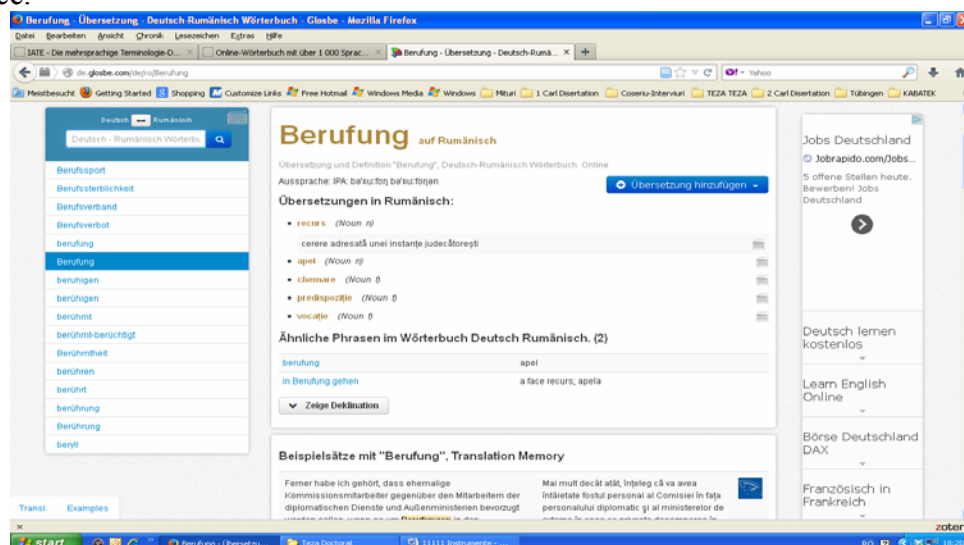 Berufung - Übersetzung - Deutsch-Rumänisch Wörterbuch - Glosbe - Mozilla Firefox
Datei Bearbeiten Ansicht Chronik Lesezeichen Extras Hilfe
IATE - Die mehrsprachige Terminologie-D... × Online-Wörterbuch mit über 1 000 Sprac... × Berufung - Übersetzung - Deutsch-Rumä... × +
de.glosbe.com/de/ro/Berufung Yahoo
Meistbesucht Getting Started Shopping Customize Links Free Hotmail Windows Media Windows Mituri 1 Carl Disertation Coseriu-Interviuri TEZA TEZA 2 Carl Disertation Tübingen KABATEK
Deutsch Rumänisch
Deutsch - Rumänisch Wörterbuc
Berufssport
Berufssterblichkeit
Berufsverband
Berufsverbot
berufung
Berufung
beruhigen
berühigen
berühmt
berühmt-berüchtigt
Berühmtheit
berühren
berührt
berührung
Berührung
beryll
Transl. Examples
Berufung auf Rumänisch
Übersetzung und Definition "Berufung", Deutsch-Rumänisch Wörterbuch Online
Aussprache: IPA:
Übersetzung hinzufügen
Übersetzungen in Rumänisch:
• recurs (Noun n)
cerere adresată unei instanțe judecătorești
• apel (Noun n)
• chemare (Noun f)
• predispoziție (Noun f)
• vocație (Noun f)
Ähnliche Phrasen im Wörterbuch Deutsch Rumänisch. (2)
berufung apel
in Berufung gehen a face recurs; apela
Zeige Deklination
Beispielsätze mit "Berufung", Translation Memory
Ferner habe ich gehört, dass ehemalige
Kommissionsmitarbeiter gegenüber den Mitarbeitern der
diplomatischen Dienste und Außenministerien bevorzugt
Mai mult decât atât, înțeleg că va avea
întâietate fostul personal al Comisiei în fața
personalului diplomatic și al ministerelor de
Jobs Deutschland
Jobrapido.com/Jobs...
5 offene Stellen heute.
Bewerben! Jobs
Deutschland
Deutsch lernen
kostenlos
Learn English
Online
Börse Deutschland
DAX
Französisch in
Frankreich
× zoter
start Berufung - Übersetzu... Teza Doctorat 11111 Instrumente - ... RO 18:20